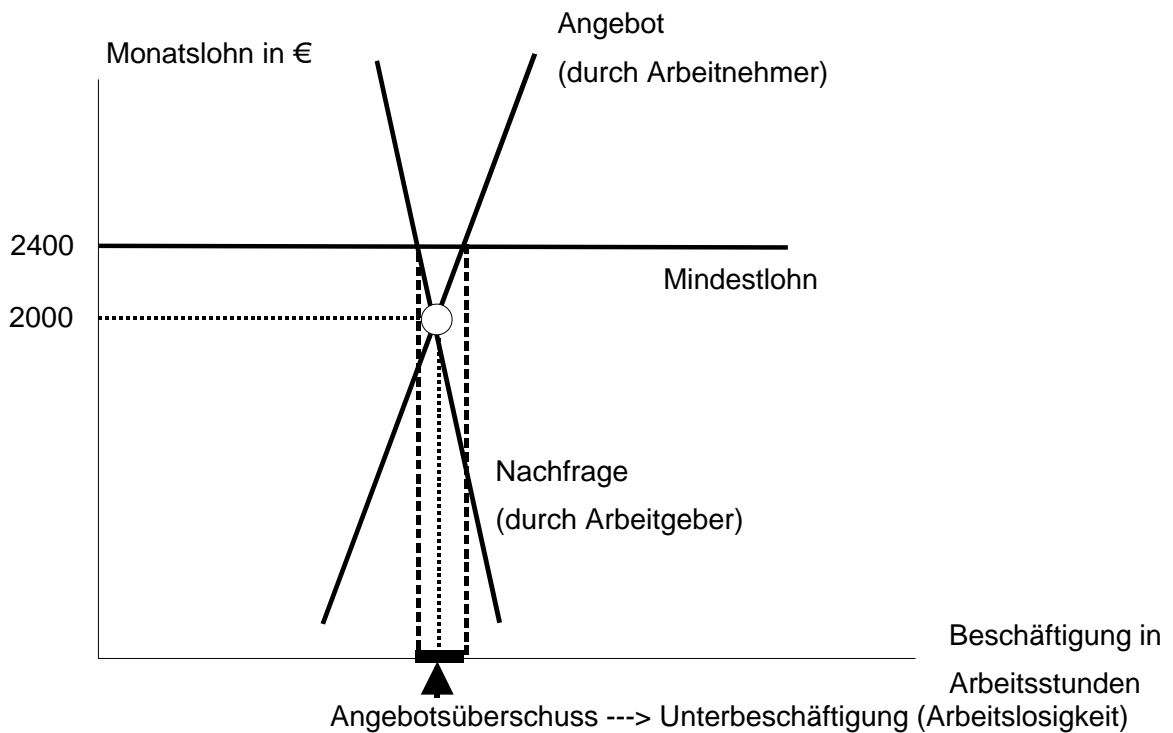 Angebot
Monatslohn in €
(durch Arbeitnehmer)
2400
Mindestlohn
2000
Nachfrage
(durch Arbeitgeber)
Beschäftigung in
Arbeitsstunden
Angebotsüberschuss ---> Unterbeschäftigung (Arbeitslosigkeit)